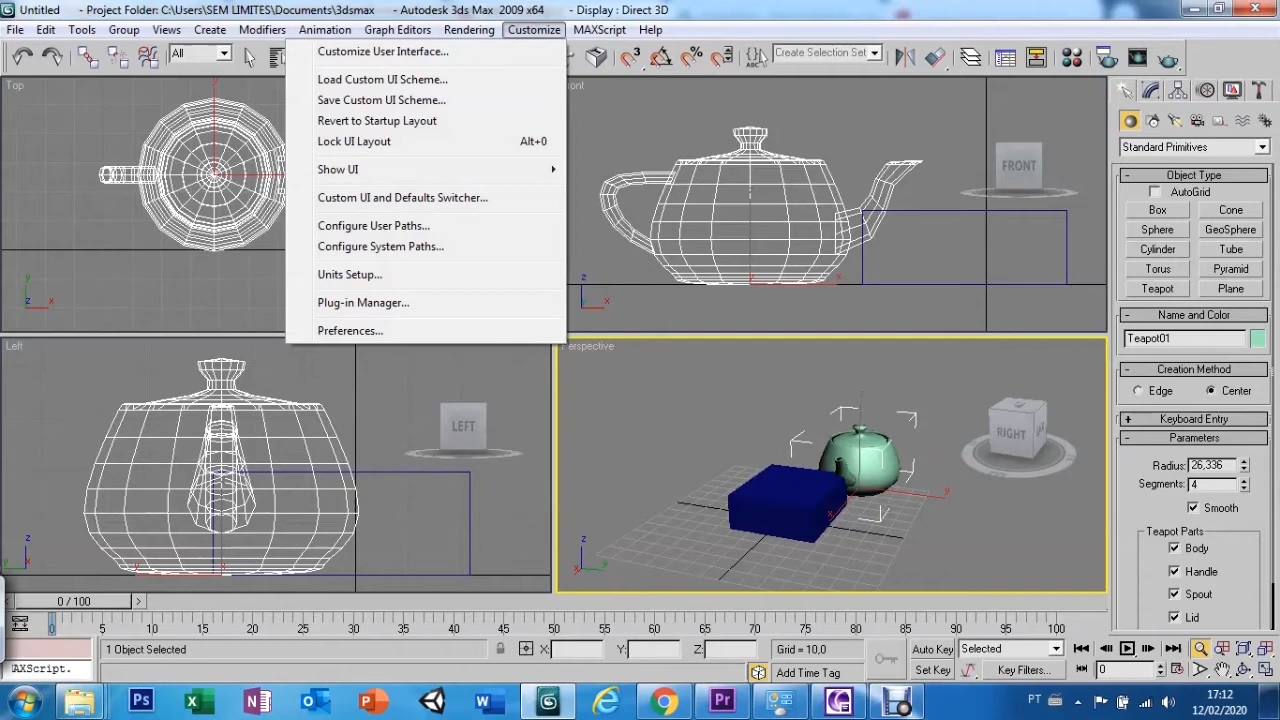 Untitled - Project Folder: C:\Users\SEM LIMITES\Documents\3dsmax - Autodesk 3ds Max 2009 x64 - Display : Direct 3D
File Edit Tools Group Views Create Modifiers Animation Graph Editors Rendering Customize MAXScript Help
All
3
Create Selection Set
Customize User Interface...
Load Custom UI Scheme...
Save Custom UI Scheme...
Revert to Startup Layout
Lock UI Layout Alt+0
Show UI
Custom UI and Defaults Switcher...
Configure User Paths...
Configure System Paths...
Units Setup...
Plug-in Manager...
Preferences...
Top
y
y
z x
ront
FRONT
y
x
z
x
Left
LEFT
z
y
x
x
Perspective
RIGHT
y
x
z
y
x
Standard Primitives
Object Type
AutoGrid
Box Cone
Sphere GeoSphere
Cylinder Tube
Torus Pyramid
Teapot Plane
Name and Color
Teapot01
Creation Method
Edge Center
Keyboard Entry
Parameters
Radius: 26,336
Segments: 4
Smooth
Teapot Parts
Body
Handle
Spout
Lid
0 / 100
0 5 10 15 20 25 30 35 40 45 50 55 60 65 70 75 80 85 90 95 100
1 Object Selected X: Y: Z: Grid = 10,0 Auto Key Selected
AXScript. Add Time Tag Set Key Key Filters... 0
Ps W Pr PT 17:12
12/02/2020